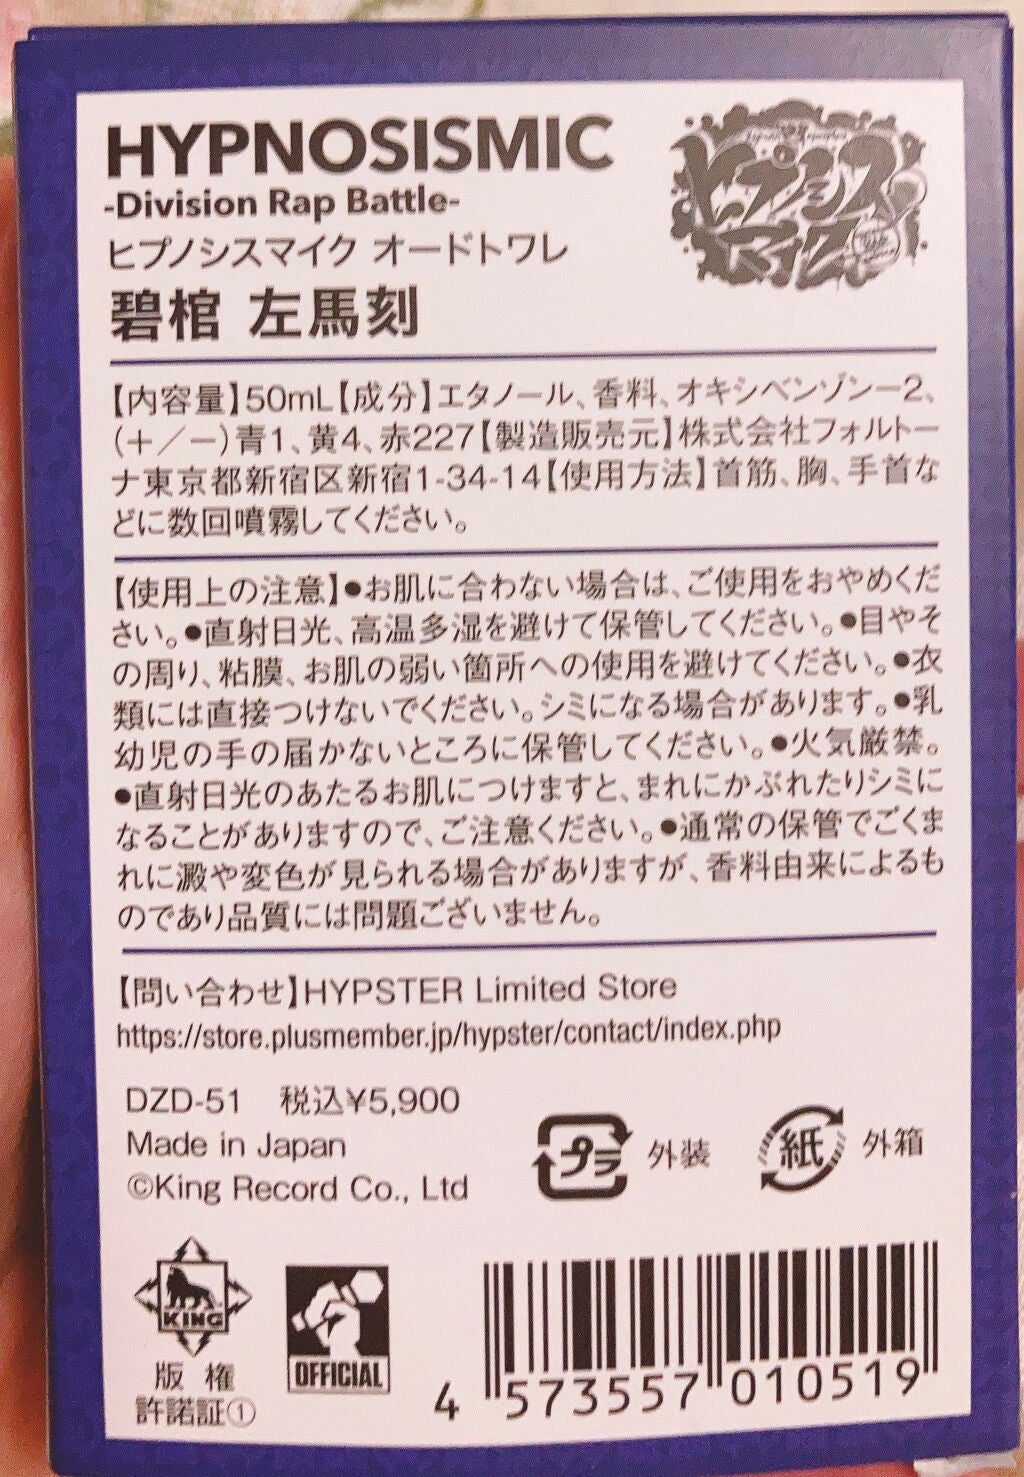 HYPNOSISMIC
-Division Rap Battle-
ヒプノシスマイク オードトワレ
碧棺 左馬刻
ヒプノシス
マイク
【内容量】50mL【成分】エタノール、香料、オキシベンゾン-2、
(+/-)青1、黄4、赤227【製造販売元】株式会社フォルトー
ナ東京都新宿区新宿1-34-14【使用方法】首筋、胸、手首な
どに数回噴霧してください。
【使用上の注意】●お肌に合わない場合は、ご使用をおやめくだ
さい。●直射日光、高温多湿を避けて保管してください。●目やそ
の周り、粘膜、お肌の弱い箇所への使用を避けてください。●衣
類には直接つけないでください。シミになる場合があります。●乳
幼児の手の届かないところに保管してください。●火気厳禁。
●直射日光のあたるお肌につけますと、まれにかぶれたりシミに
なることがありますので、ご注意ください。●通常の保管でごくま
れに澱や変色が見られる場合がありますが、香料由来によるも
のであり品質には問題ございません。
【問い合わせ】HYPSTER Limited Store
https://store.plusmember.jp/hypster/contact/index.php
DZD-51 税込¥5,900
Made in Japan
©King Record Co., Ltd
プラ 外装
紙 外箱
KING
版権
許諾証①
OFFICIAL
4 573557 010519